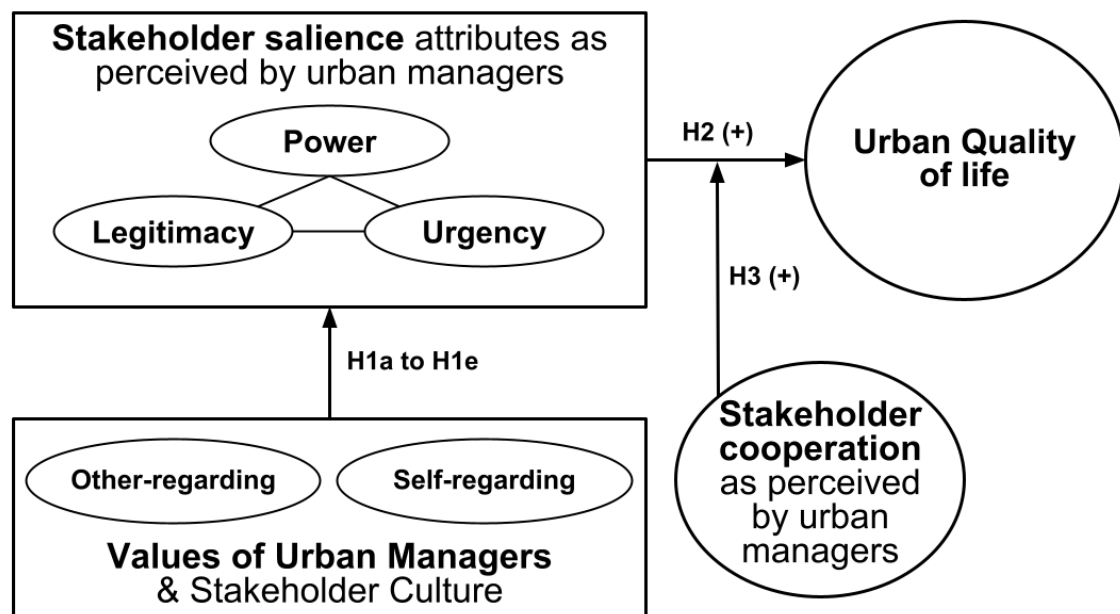 Stakeholder salience attributes as
perceived by urban managers
Power
Legitimacy
Urgency
H2 (+)
Urban Quality
of life
H3 (+)
H1a to H1e
Other-regarding
Self-regarding
Values of Urban Managers
& Stakeholder Culture
Stakeholder
cooperation
as perceived
by urban
managers